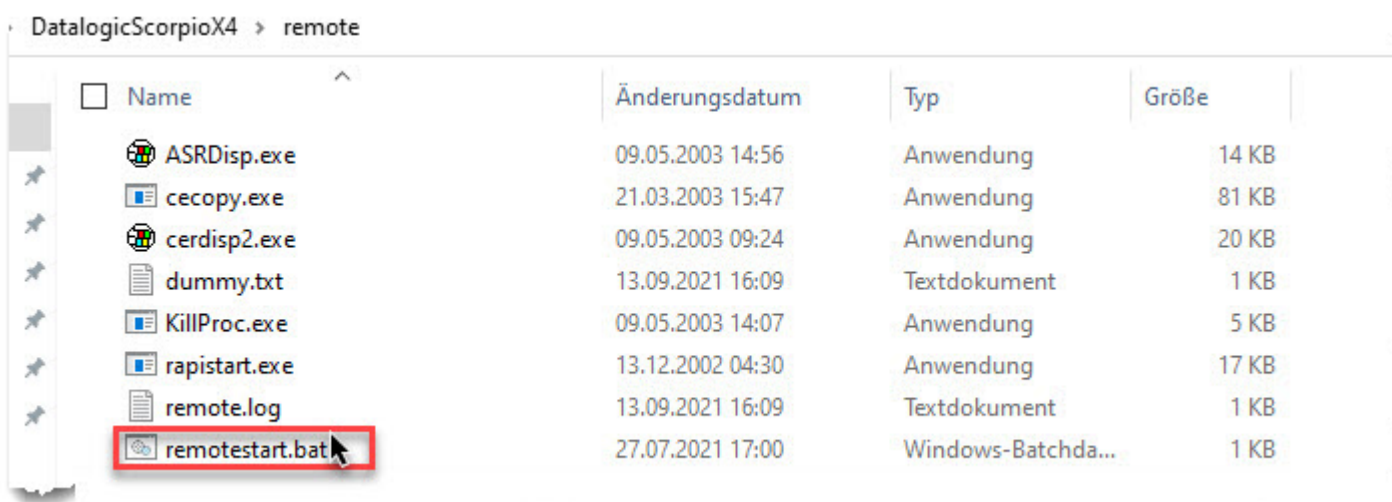 DatalogicScorpioX4 > remote
Name Änderungsdatum Typ Größe
ASRDisp.exe 09.05.2003 14:56 Anwendung 14 KB
cecopy.exe 21.03.2003 15:47 Anwendung 81 KB
cerdisp2.exe 09.05.2003 09:24 Anwendung 20 KB
dummy.txt 13.09.2021 16:09 Textdokument 1 KB
KillProc.exe 09.05.2003 14:07 Anwendung 5 KB
rapistart.exe 13.12.2002 04:30 Anwendung 17 KB
remote.log 13.09.2021 16:09 Textdokument 1 KB
remotestart.bat 27.07.2021 17:00 Windows-Batchda... 1 KB